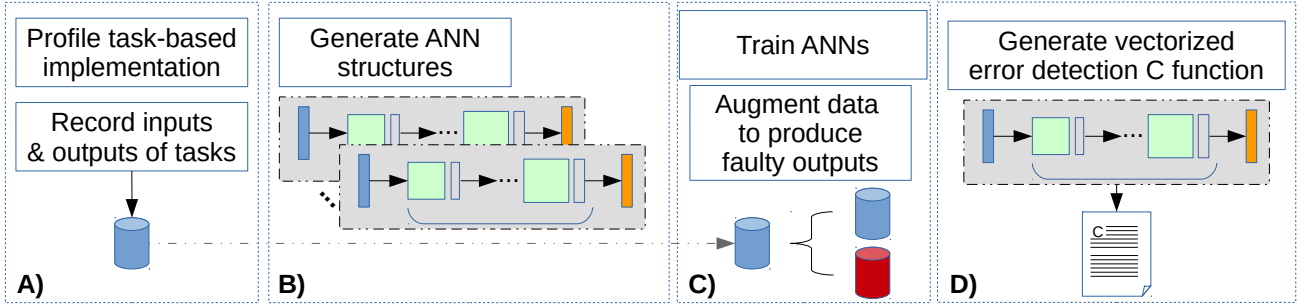 Profile task-based
implementation
Record inputs
& outputs of tasks
A)
Generate ANN
structures
B)
Train ANNs
Augment data
to produce
faulty outputs
C)
Generate vectorized
error detection C function
C
D)